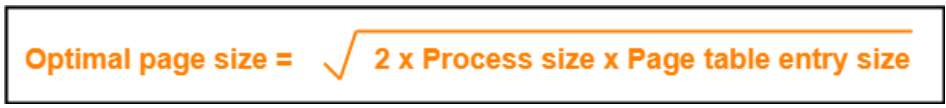 Optimal page size = √ 2 x Process size x Page table entry size